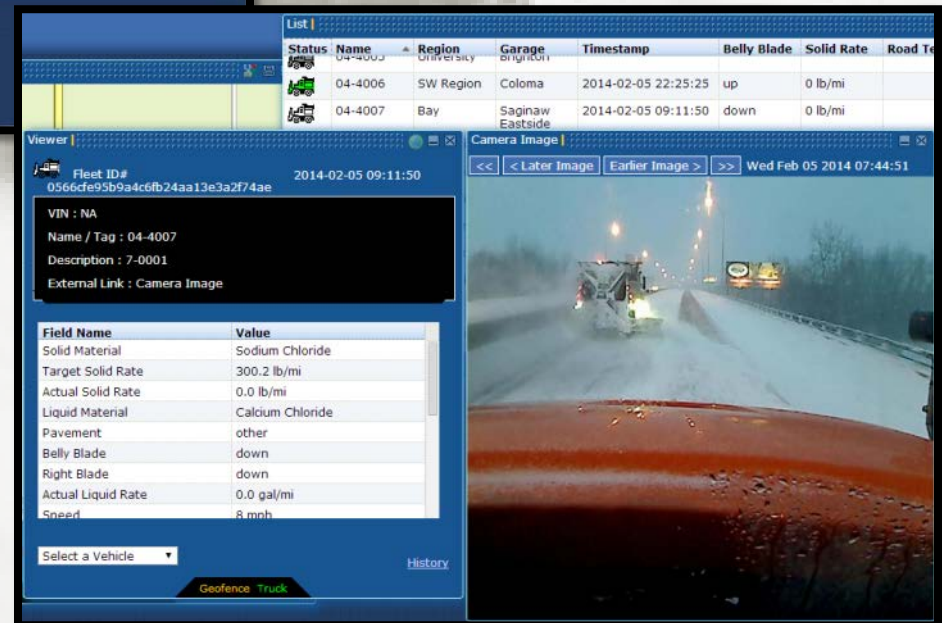 List
Status Name Region Garage Timestamp Belly Blade Solid Rate Road Te
04-4005 University Brighton
04-4006 SW Region Coloma 2014-02-05 22:25:25 up 0 lb/mi
04-4007 Bay Saginaw Eastside 2014-02-05 09:11:50 down 0 lb/mi
Viewer
Fleet ID# 2014-02-05 09:11:50
0566cfe95b9a4c6fb24aa13e3a2f74ae
VIN : NA
Name / Tag : 04-4007
Description : 7-0001
External Link : Camera Image
Field Name Value
Solid Material Sodium Chloride
Target Solid Rate 300.2 lb/mi
Actual Solid Rate 0.0 lb/mi
Liquid Material Calcium Chloride
Pavement other
Belly Blade down
Right Blade down
Actual Liquid Rate 0.0 gal/mi
Speed 8 mph
Select a Vehicle
History
Geofence Truck
Camera Image
<< < Later Image Earlier Image > >> Wed Feb 05 2014 07:44:51